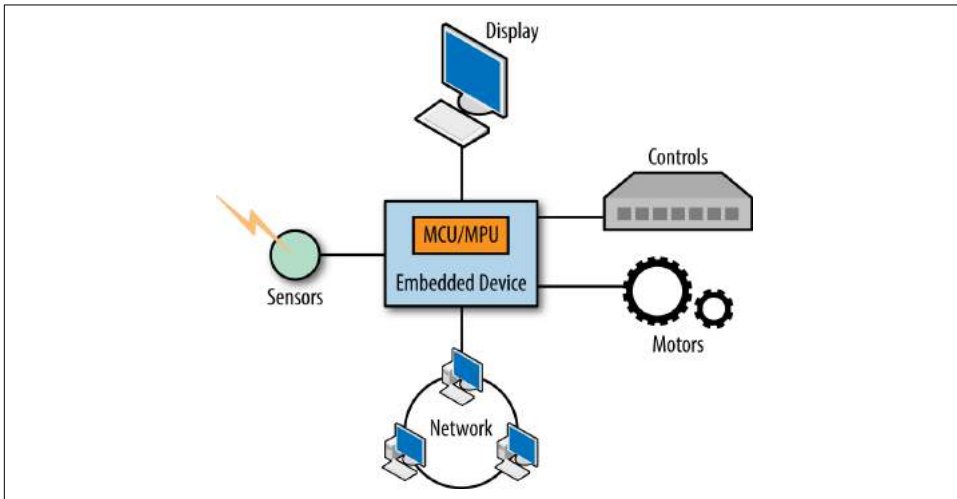 Display
Controls
MCU/MPU
Embedded Device
Sensors
Motors
Network